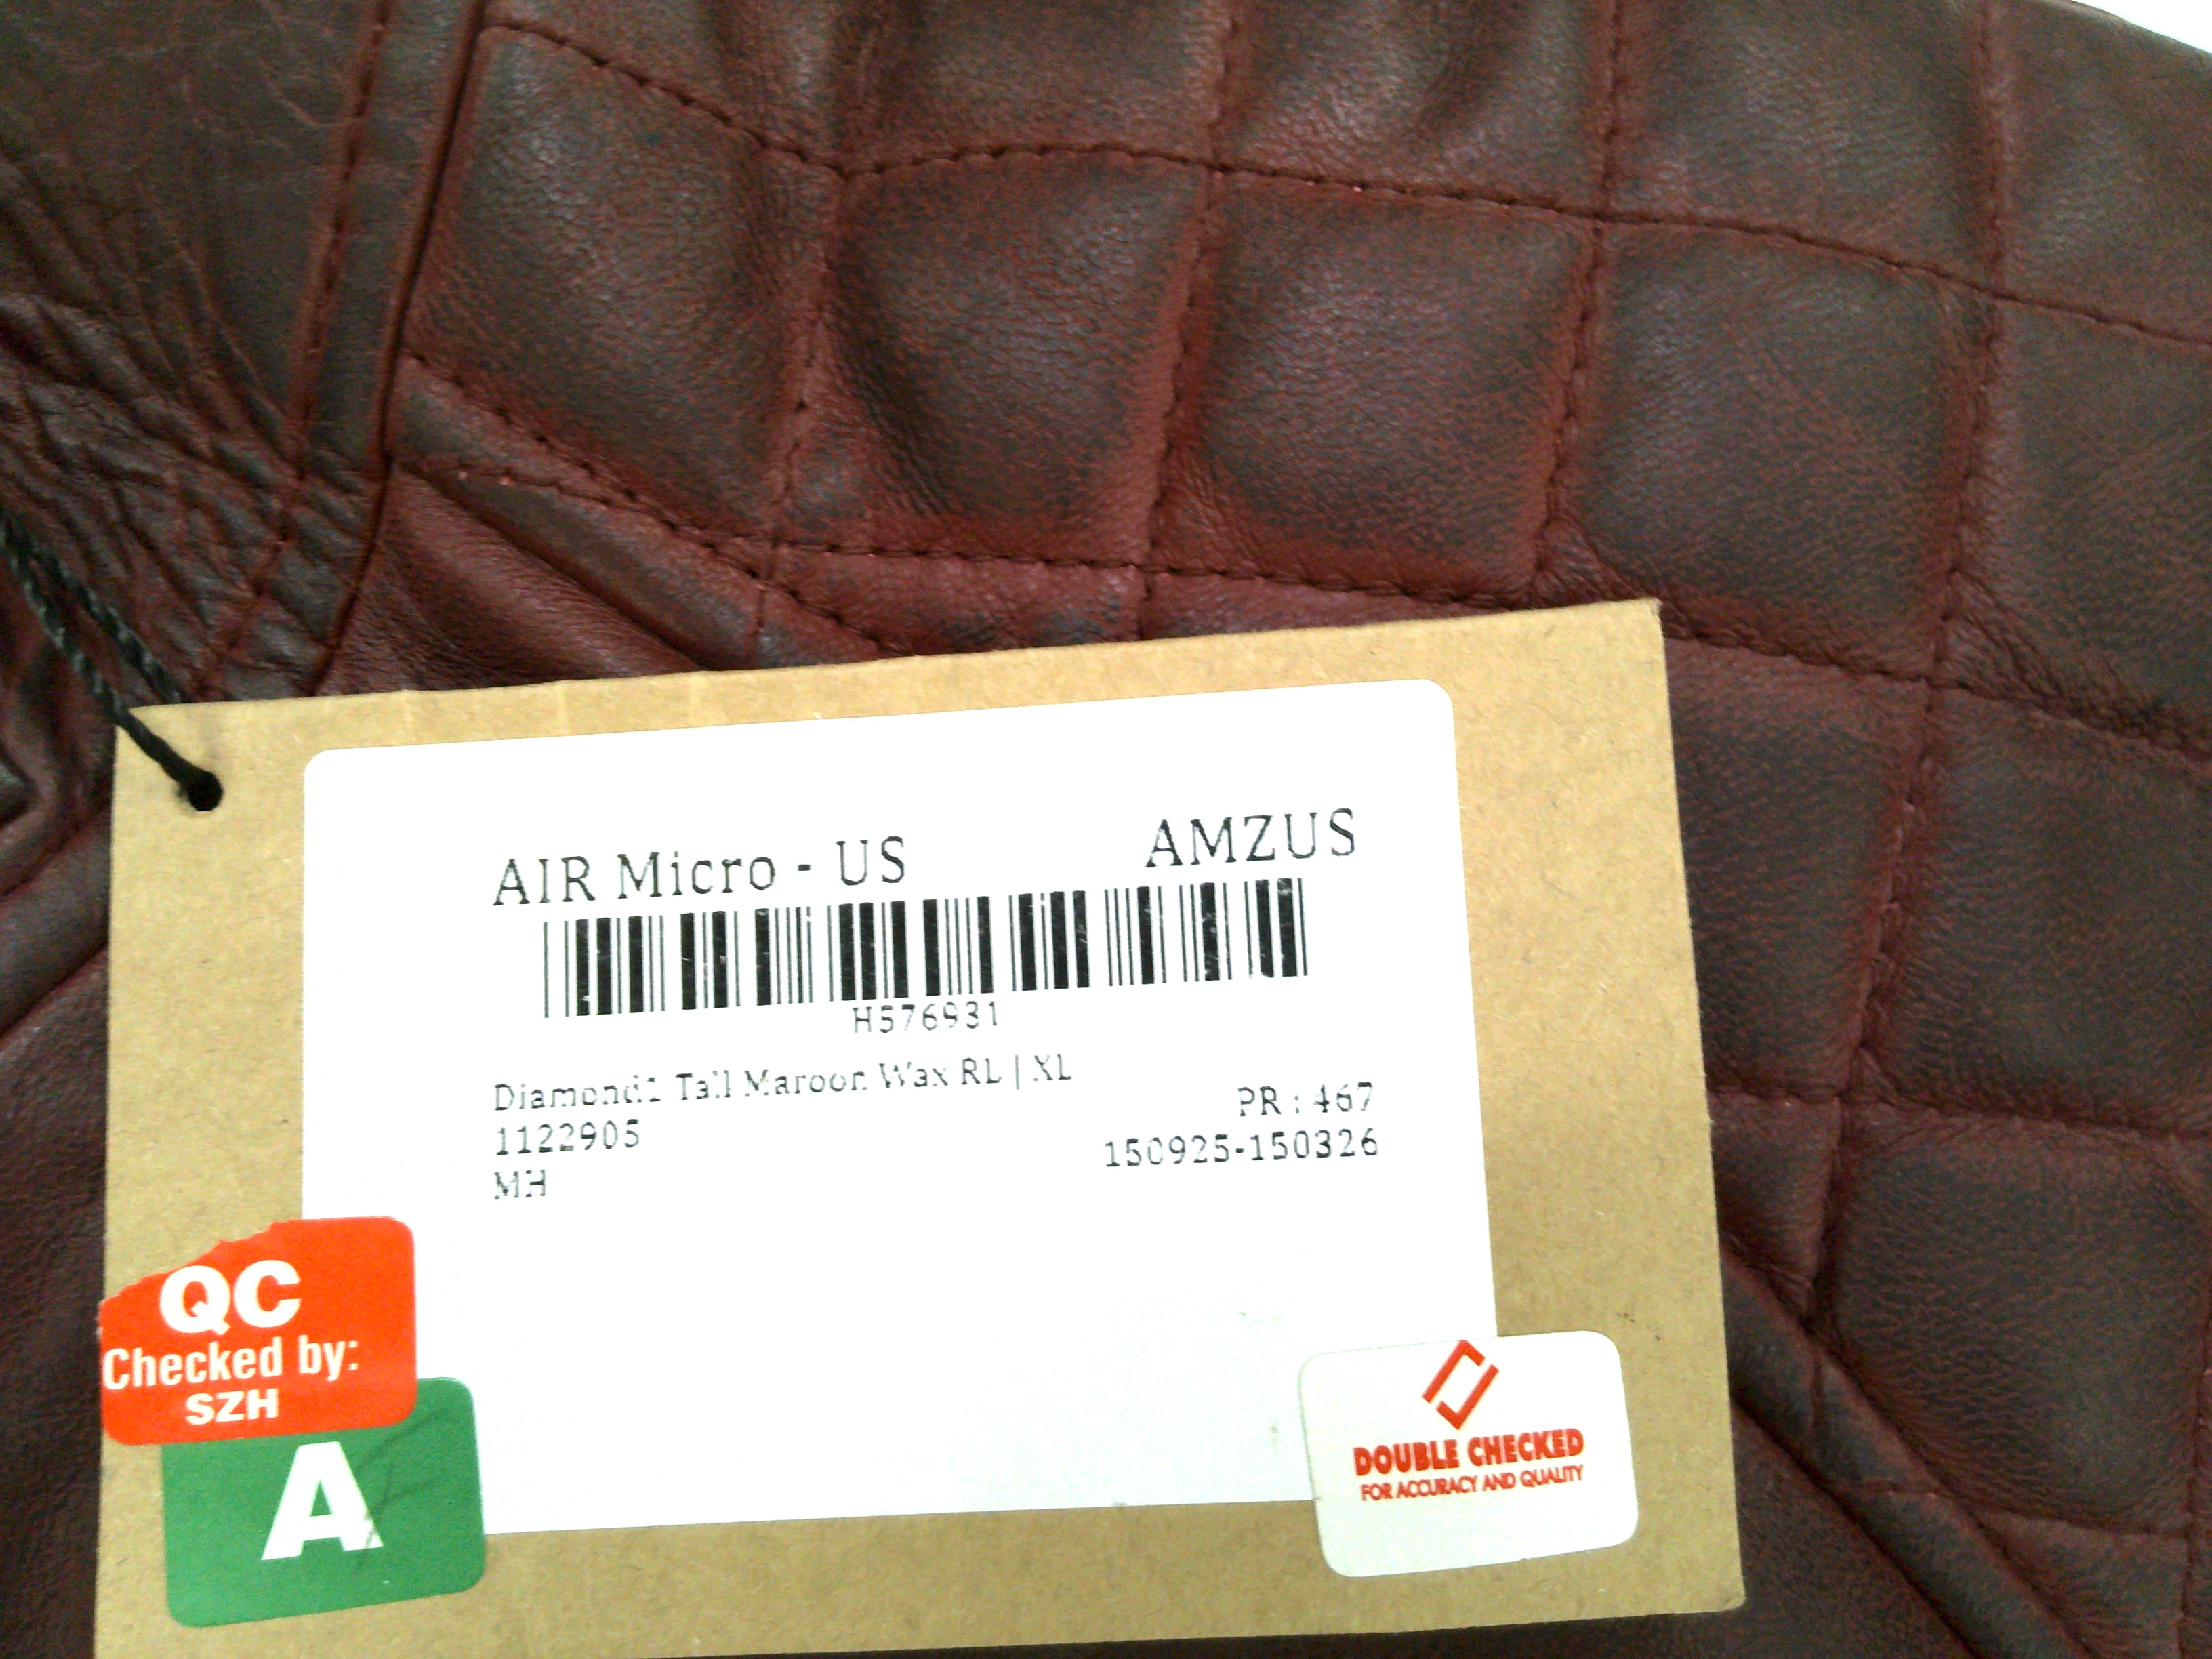 AIR Micro - US AMZUS
H576931
Diamond2 Tall Maroon Wax RL | XL
1122905 PR : 467
MH 150925-150326
QC
Checked by:
SZH
A
DOUBLE CHECKED
FOR ACCURACY AND QUALITY